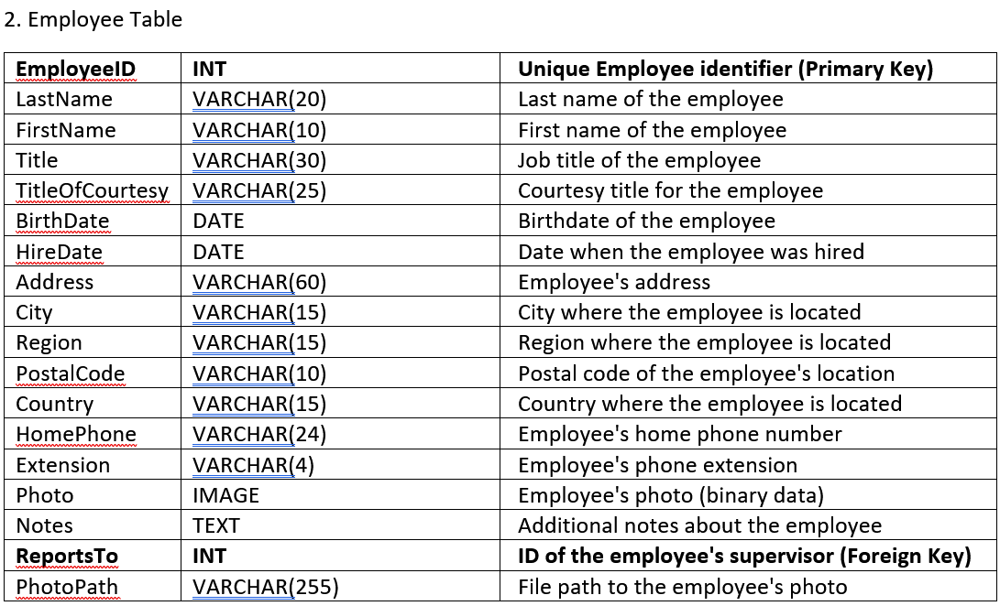 2. Employee Table
EmployeeID INT Unique Employee identifier (Primary Key)
LastName VARCHAR(20) Last name of the employee
FirstName VARCHAR(10) First name of the employee
Title VARCHAR(30) Job title of the employee
TitleOfCourtesy VARCHAR(25) Courtesy title for the employee
BirthDate DATE Birthdate of the employee
HireDate DATE Date when the employee was hired
Address VARCHAR(60) Employee's address
City VARCHAR(15) City where the employee is located
Region VARCHAR(15) Region where the employee is located
PostalCode VARCHAR(10) Postal code of the employee's location
Country VARCHAR(15) Country where the employee is located
HomePhone VARCHAR(24) Employee's home phone number
Extension VARCHAR(4) Employee's phone extension
Photo IMAGE Employee's photo (binary data)
Notes TEXT Additional notes about the employee
ReportsTo INT ID of the employee's supervisor (Foreign Key)
PhotoPath VARCHAR(255) File path to the employee's photo